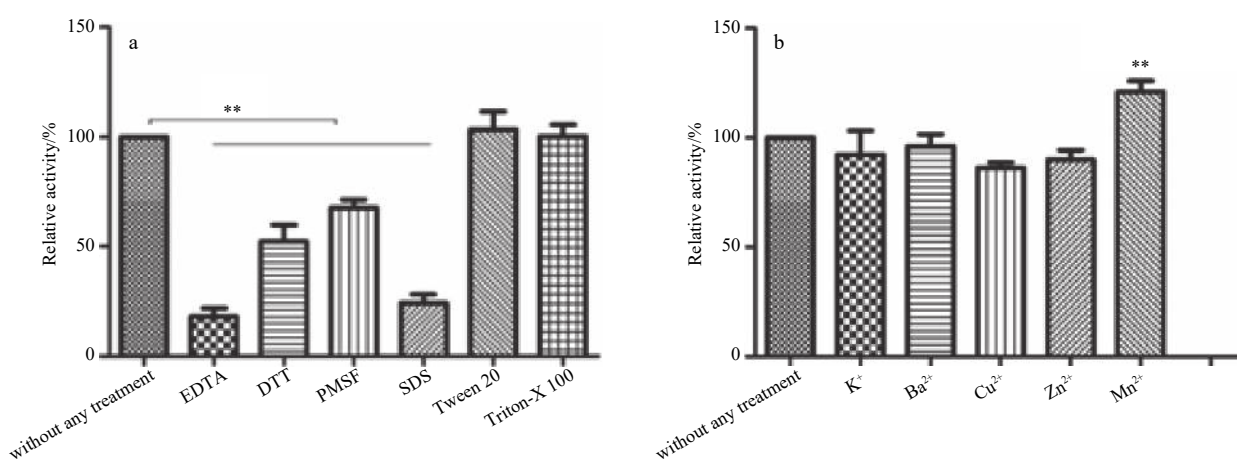 a
Relative activity/%
150
100
50
0
**
without any treatment
EDTA
DTT
PMSF
SDS
Tween 20
Triton-X 100
b
Relative activity/%
150
100
50
0
**
without any treatment
K⁺
Ba²⁺
Cu²⁺
Zn²⁺
Mn²⁺